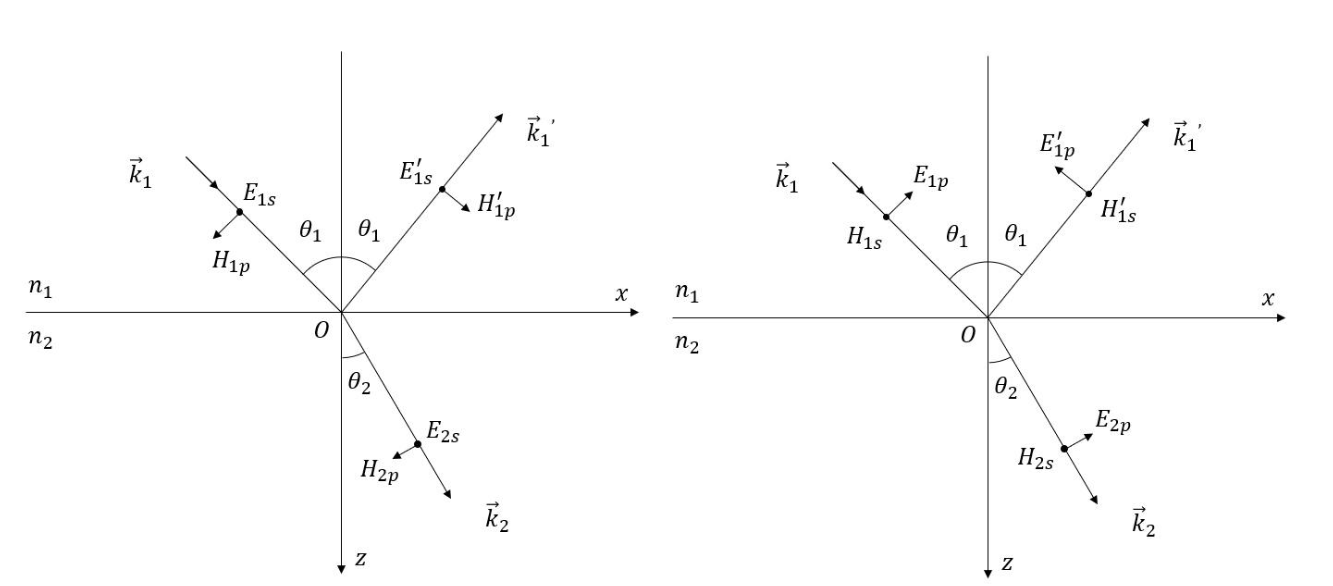 $\vec{k}_1$
$E_{1s}$
$H_{1p}$
$\theta_1$
$\theta_1$
$E'_{1s}$
$H'_{1p}$
$\vec{k}_1$'
$n_1$
$n_2$
$x$
$O$
$\theta_2$
$E_{2s}$
$H_{2p}$
$\vec{k}_2$
$z$
$\vec{k}_1$
$E_{1p}$
$H_{1s}$
$\theta_1$
$\theta_1$
$E'_{1p}$
$H'_{1s}$
$\vec{k}_1$'
$n_1$
$n_2$
$x$
$O$
$\theta_2$
$E_{2p}$
$H_{2s}$
$\vec{k}_2$
$z$